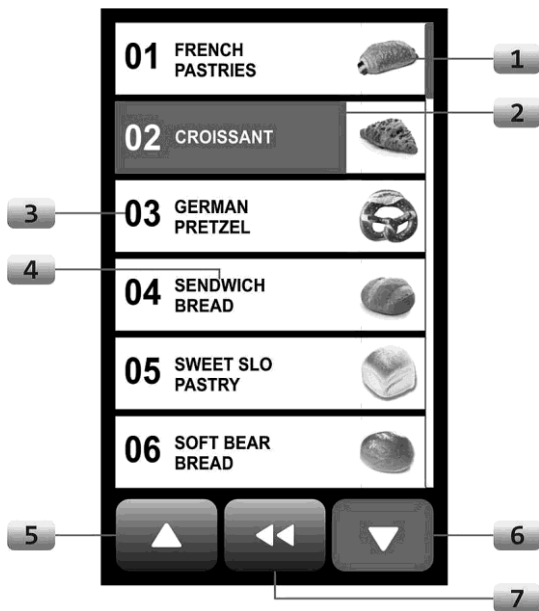 01 FRENCH
PASTRIES
1
2
02 CROISSANT
3
03 GERMAN
PRETZEL
4
04 SENDWICH
BREAD
05 SWEET SLO
PASTRY
06 SOFT BEAR
BREAD
5
6
7